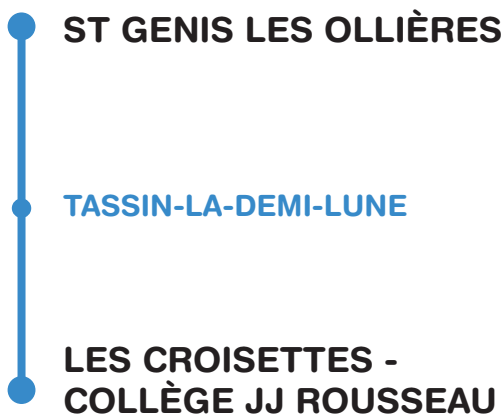 ST GENIS LES OLLIÈRES
TASSIN-LA-DEMI-LUNE
LES CROISETTES -
COLLÈGE JJ ROUSSEAU